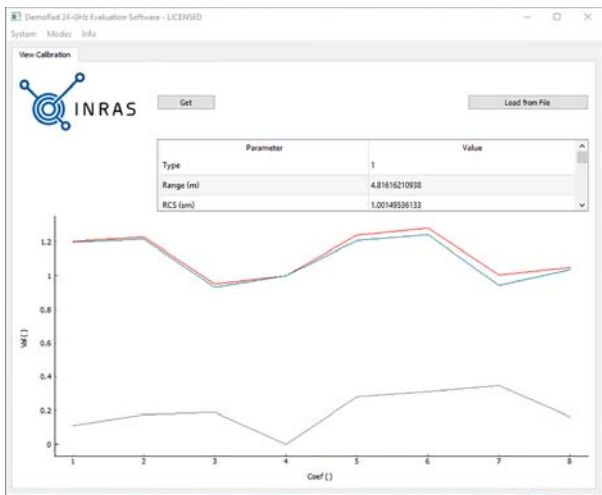 DemoRad 24-GHz Evaluation Software - LICENSED
System Modes Info
View Calibration
INRAS
Get
Load from File
Parameter Value
Type 1
Range (m) 4.81616210938
RCS (sm) 1.00149536133
1.2
1
0.8
0.6
0.4
0.2
0
Val ( )
1 2 3 4 5 6 7 8
Coef ( )